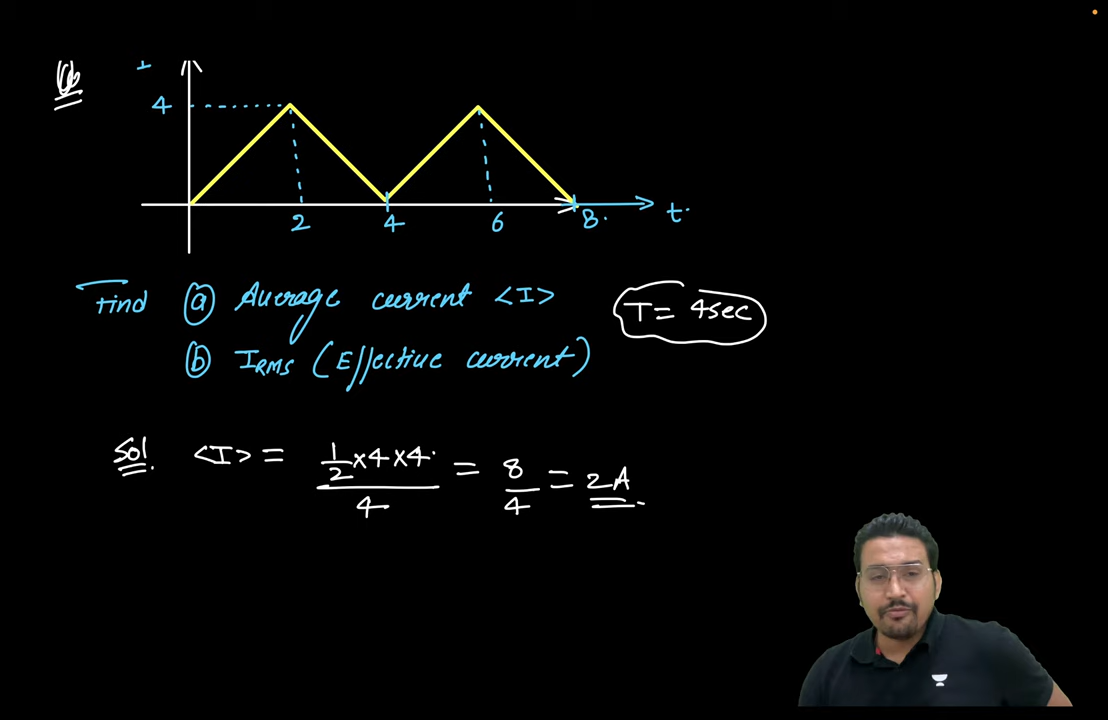 Q
I
4
2 4 6 8. t.
Find (a) Average current <I>
T = 4sec
(b) IRMS (Effective current)
Sol. <I> = 1/2 x 4 x 4 / 4 = 8/4 = 2A